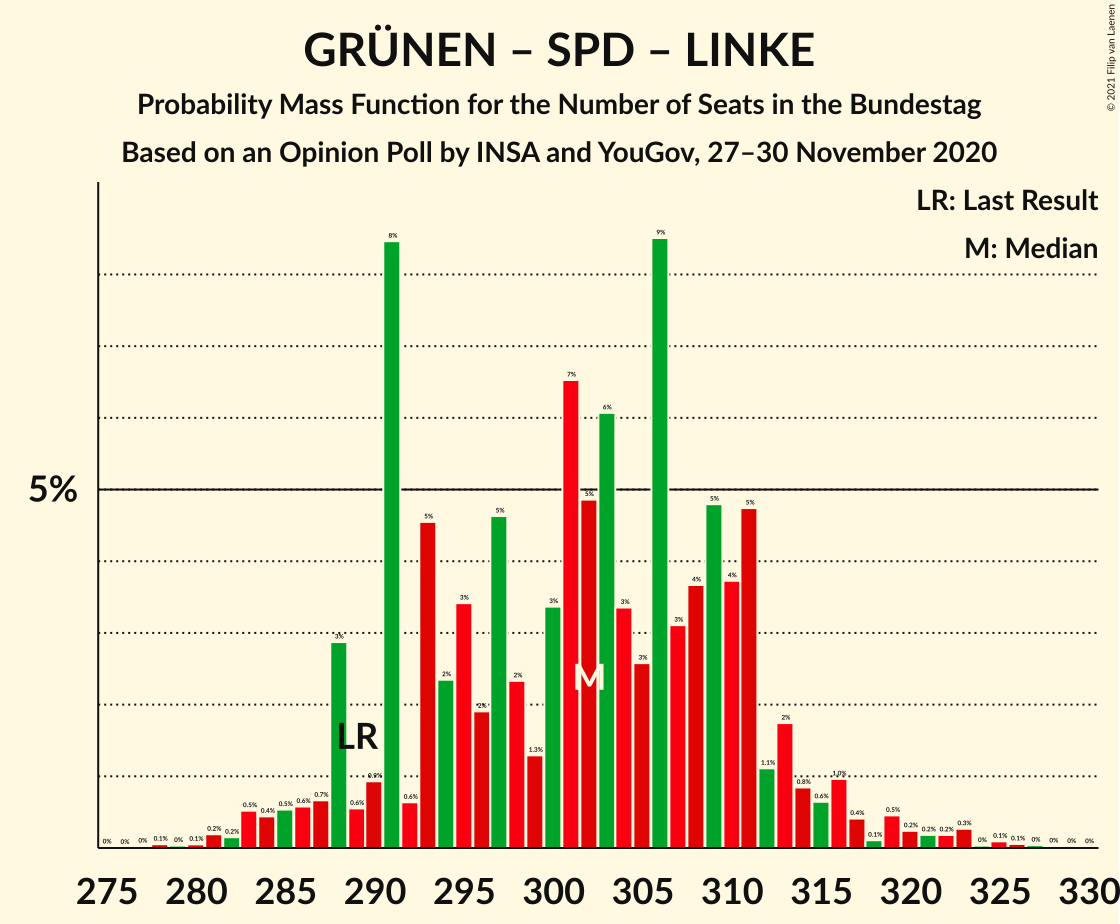 GRÜNEN – SPD – LINKE
Probability Mass Function for the Number of Seats in the Bundestag
Based on an Opinion Poll by INSA and YouGov, 27–30 November 2020
© 2021 Filip van Laenen
LR: Last Result
M: Median
5%
0% 0% 0% 0.1% 0% 0.1% 0.2% 0.2% 0.5% 0.4% 0.5% 0.6% 0.7% 3% 0.6% 0.9% 8% 0.6% 5% 2% 3% 2% 5% 2% 1.3% 3% 7% 5% 6% 3% 3% 9% 3% 4% 5% 4% 5% 1.1% 2% 0.8% 0.6% 1.0% 0.4% 0.1% 0.5% 0.2% 0.2% 0.2% 0.3% 0% 0.1% 0.1% 0% 0% 0% 0%
LR
M
275 280 285 290 295 300 305 310 315 320 325 330